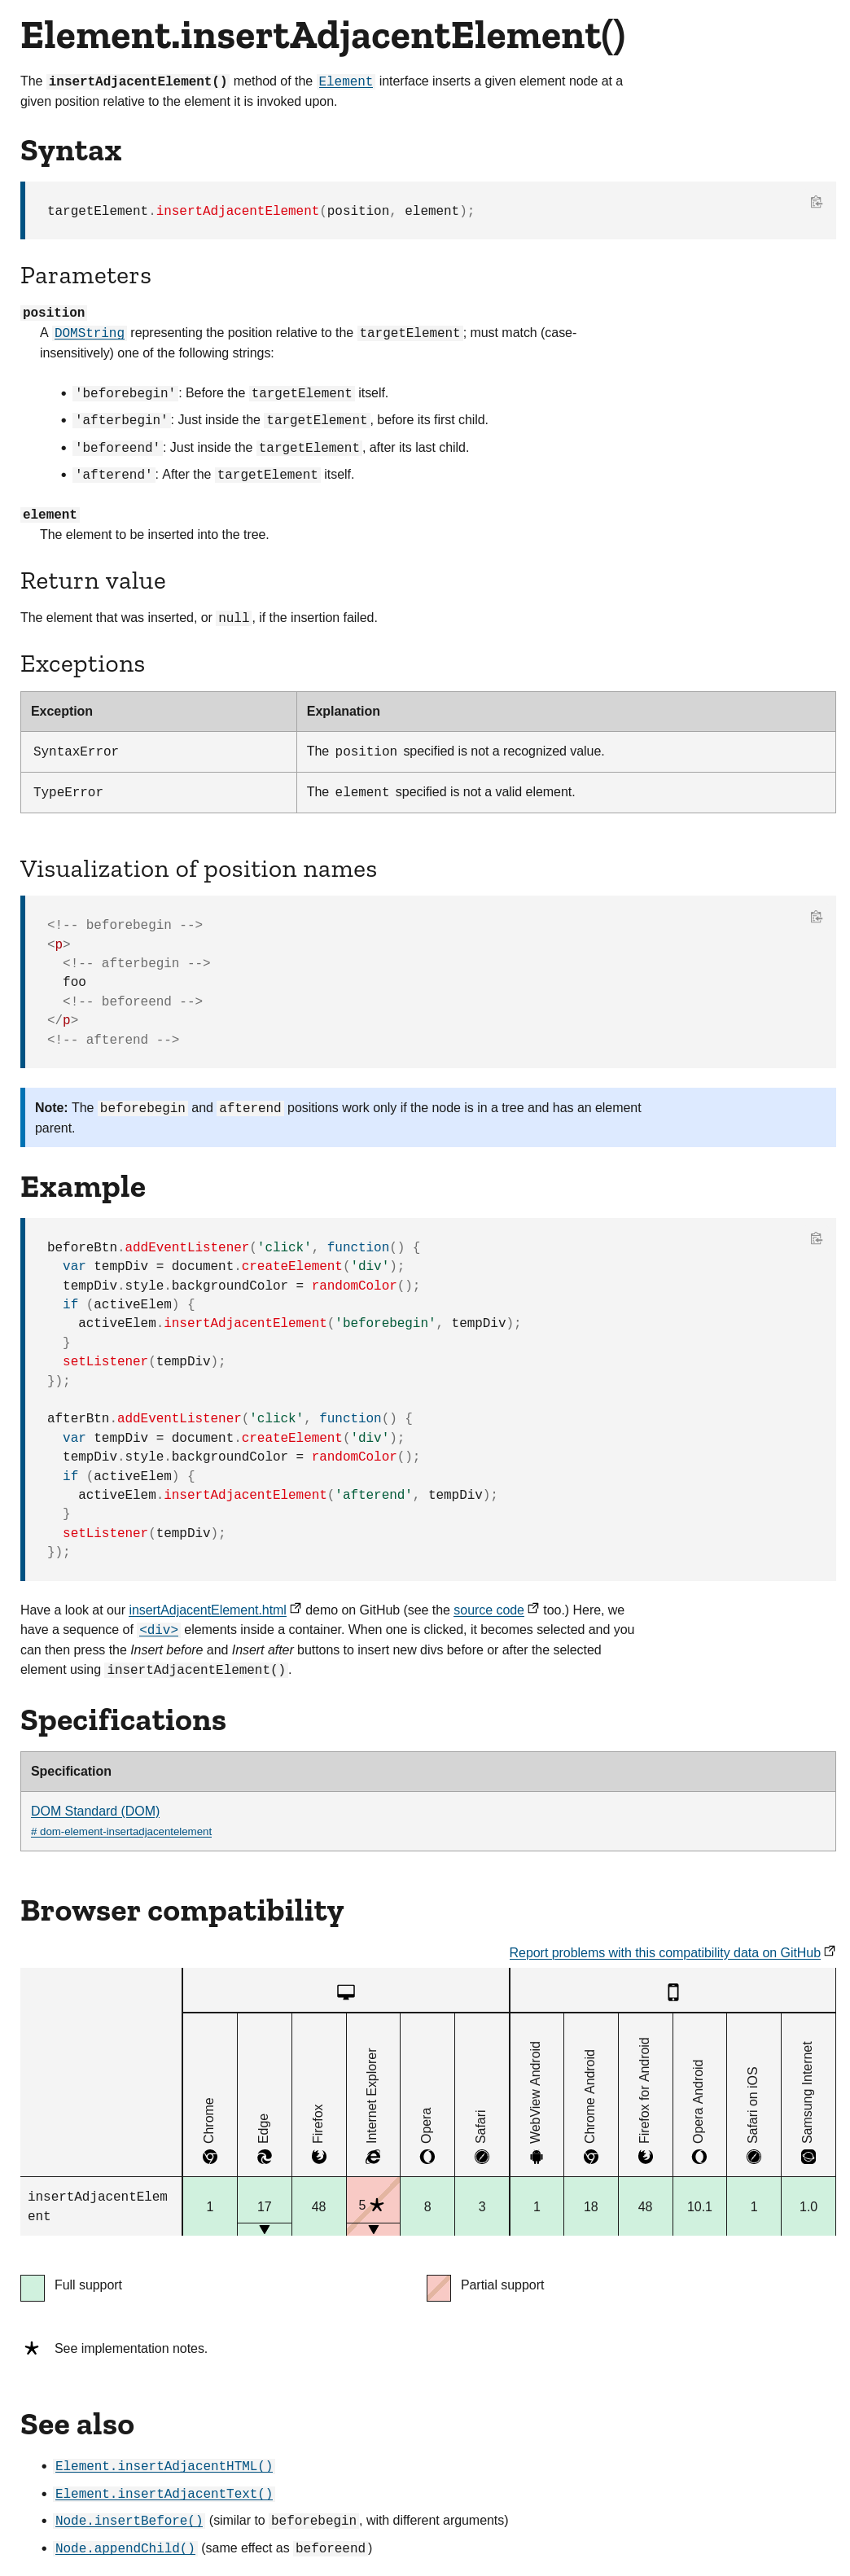 Element.insertAdjacentElement()
The insertAdjacentElement() method of the Element interface inserts a given element node at a
given position relative to the element it is invoked upon.
Syntax
targetElement.insertAdjacentElement(position, element);
Parameters
position
A DOMString representing the position relative to the targetElement; must match (case-
insensitively) one of the following strings:
• 'beforebegin': Before the targetElement itself.
• 'afterbegin': Just inside the targetElement, before its first child.
• 'beforeend': Just inside the targetElement, after its last child.
• 'afterend': After the targetElement itself.
element
The element to be inserted into the tree.
Return value
The element that was inserted, or null, if the insertion failed.
Exceptions
Exception Explanation
SyntaxError The position specified is not a recognized value.
TypeError The element specified is not a valid element.
Visualization of position names
<!-- beforebegin -->
<p>
  <!-- afterbegin -->
  foo
  <!-- beforeend -->
</p>
<!-- afterend -->
Note: The beforebegin and afterend positions work only if the node is in a tree and has an element
parent.
Example
beforeBtn.addEventListener('click', function() {
  var tempDiv = document.createElement('div');
  tempDiv.style.backgroundColor = randomColor();
  if (activeElem) {
    activeElem.insertAdjacentElement('beforebegin', tempDiv);
  }
  setListener(tempDiv);
});
afterBtn.addEventListener('click', function() {
  var tempDiv = document.createElement('div');
  tempDiv.style.backgroundColor = randomColor();
  if (activeElem) {
    activeElem.insertAdjacentElement('afterend', tempDiv);
  }
  setListener(tempDiv);
});
Have a look at our insertAdjacentElement.html demo on GitHub (see the source code too.) Here, we
have a sequence of <div> elements inside a container. When one is clicked, it becomes selected and you
can then press the Insert before and Insert after buttons to insert new divs before or after the selected
element using insertAdjacentElement().
Specifications
Specification
DOM Standard (DOM)
# dom-element-insertadjacentelement
Browser compatibility
Report problems with this compatibility data on GitHub
Chrome
Edge
Firefox
Internet Explorer
Opera
Safari
WebView Android
Chrome Android
Firefox for Android
Opera Android
Safari on iOS
Samsung Internet
insertAdjacentElem
ent
1 17 48 5 8 3 1 18 48 10.1 1 1.0
Full support
Partial support
See implementation notes.
See also
• Element.insertAdjacentHTML()
• Element.insertAdjacentText()
• Node.insertBefore() (similar to beforebegin, with different arguments)
• Node.appendChild() (same effect as beforeend)